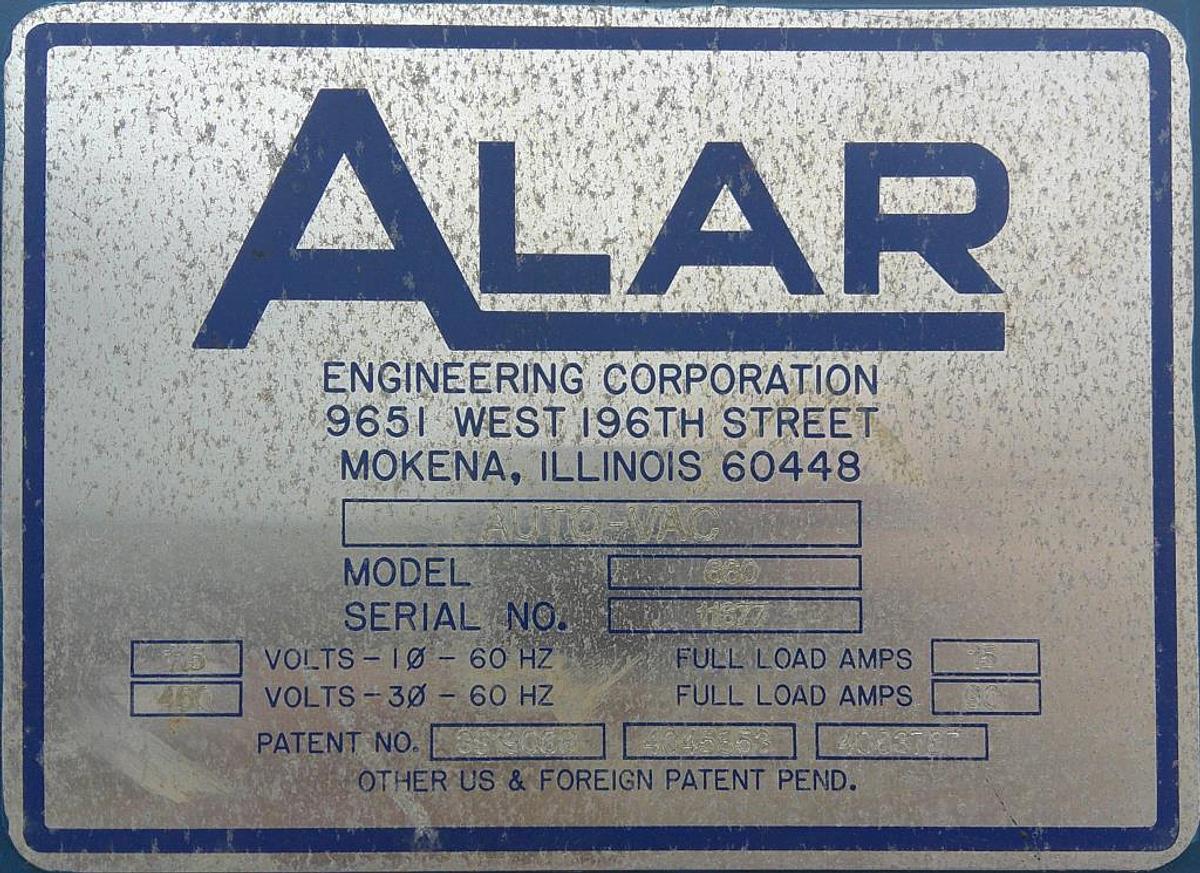 ALAR
ENGINEERING CORPORATION
9651 WEST 196TH STREET
MOKENA, ILLINOIS 60448
AUTO-VAC
MODEL
SERIAL NO.
VOLTS - 1Ø - 60 HZ FULL LOAD AMPS
VOLTS - 3Ø - 60 HZ FULL LOAD AMPS
PATENT NO.
OTHER US & FOREIGN PATENT PEND.